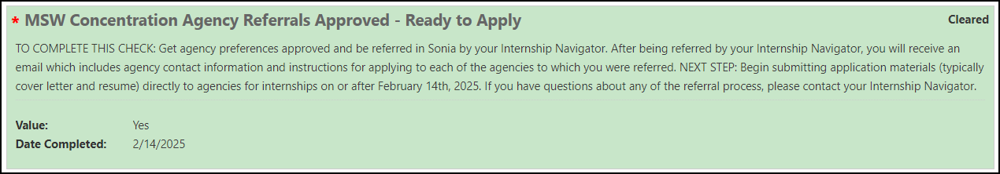 * MSW Concentration Agency Referrals Approved - Ready to Apply Cleared
TO COMPLETE THIS CHECK: Get agency preferences approved and be referred in Sonia by your Internship Navigator. After being referred by your Internship Navigator, you will receive an
email which includes agency contact information and instructions for applying to each of the agencies to which you were referred. NEXT STEP: Begin submitting application materials (typically
cover letter and resume) directly to agencies for internships on or after February 14th, 2025. If you have questions about any of the referral process, please contact your Internship Navigator.
Value: Yes
Date Completed: 2/14/2025